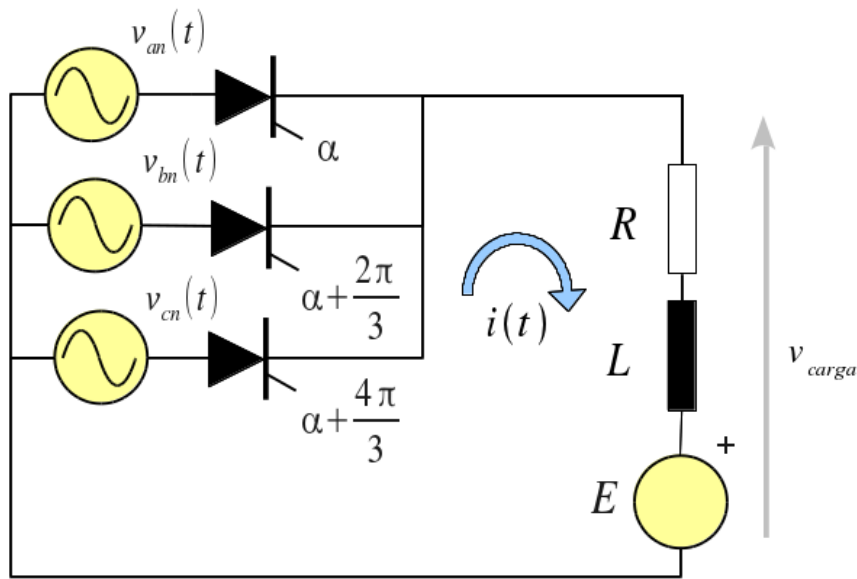 v_an(t)
α
v_bn(t)
α+2π/3
v_cn(t)
α+4π/3
i(t)
R
L
v_carga
+
E